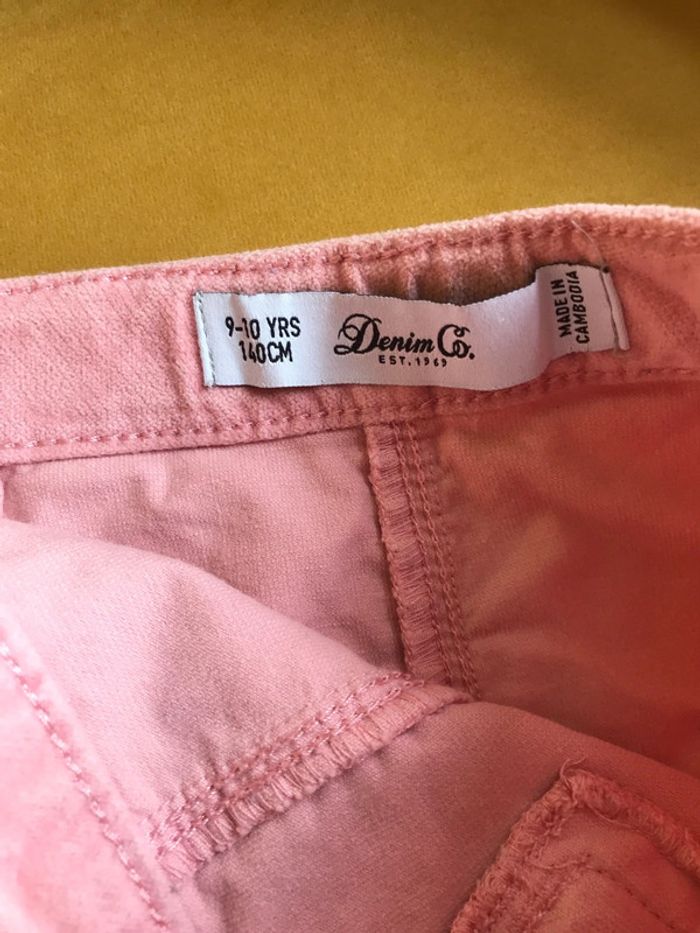 9-10 YRS
140CM
Denim Co.
EST. 1969
MADE IN
CAMBODIA